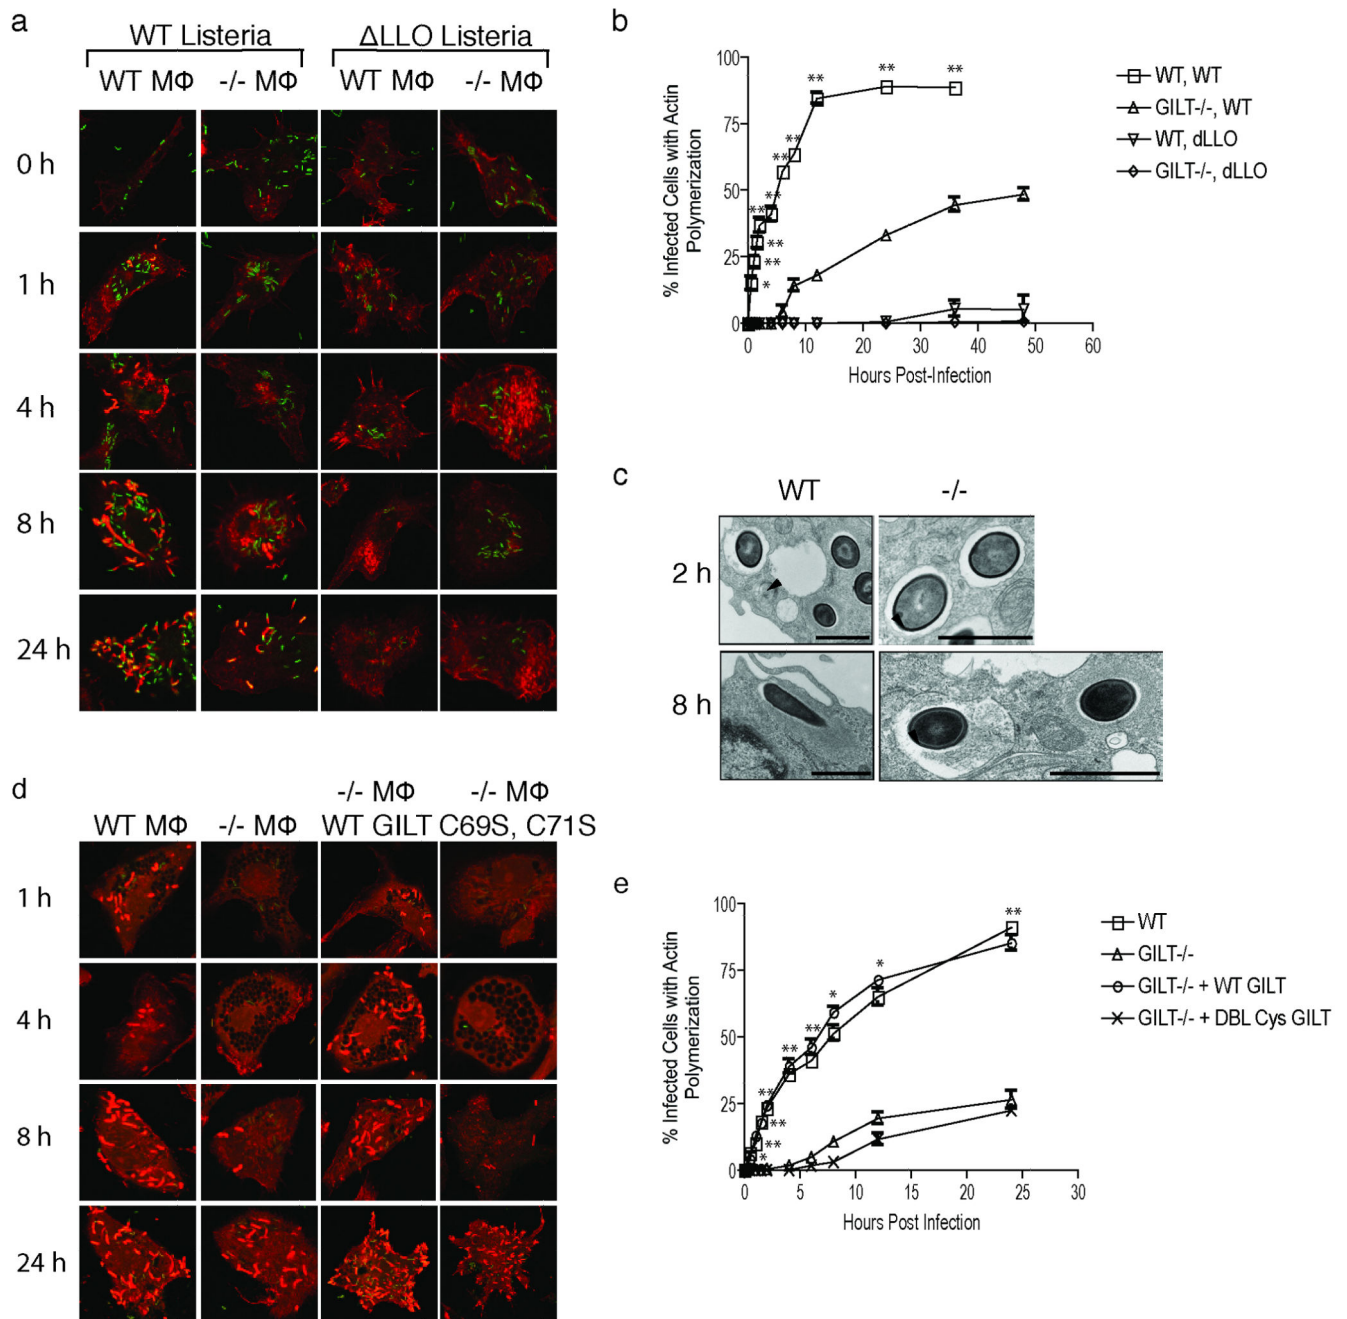 a
WT Listeria ΔLLO Listeria
WT MΦ -/- MΦ WT MΦ -/- MΦ
0 h
1 h
4 h
8 h
24 h
b
% Infected Cells with Actin
Polymerization
100
75
50
25
0
** ** **
**
**
**
**
**
**
*
0 10 20 30 40 50 60
Hours Post-Infection
WT, WT
GILT-/-, WT
WT, dLLO
GILT-/-, dLLO
c
WT -/-
2 h
8 h
d
-/- MΦ -/- MΦ
WT MΦ -/- MΦ WT GILT C69S, C71S
1 h
4 h
8 h
24 h
e
% Infected Cells with Actin
Polymerization
100
75
50
25
0
**
*
*
**
**
**
**
**
*
0 5 10 15 20 25 30
Hours Post Infection
WT
GILT-/-
GILT-/- + WT GILT
GILT-/- + DBL Cys GILT